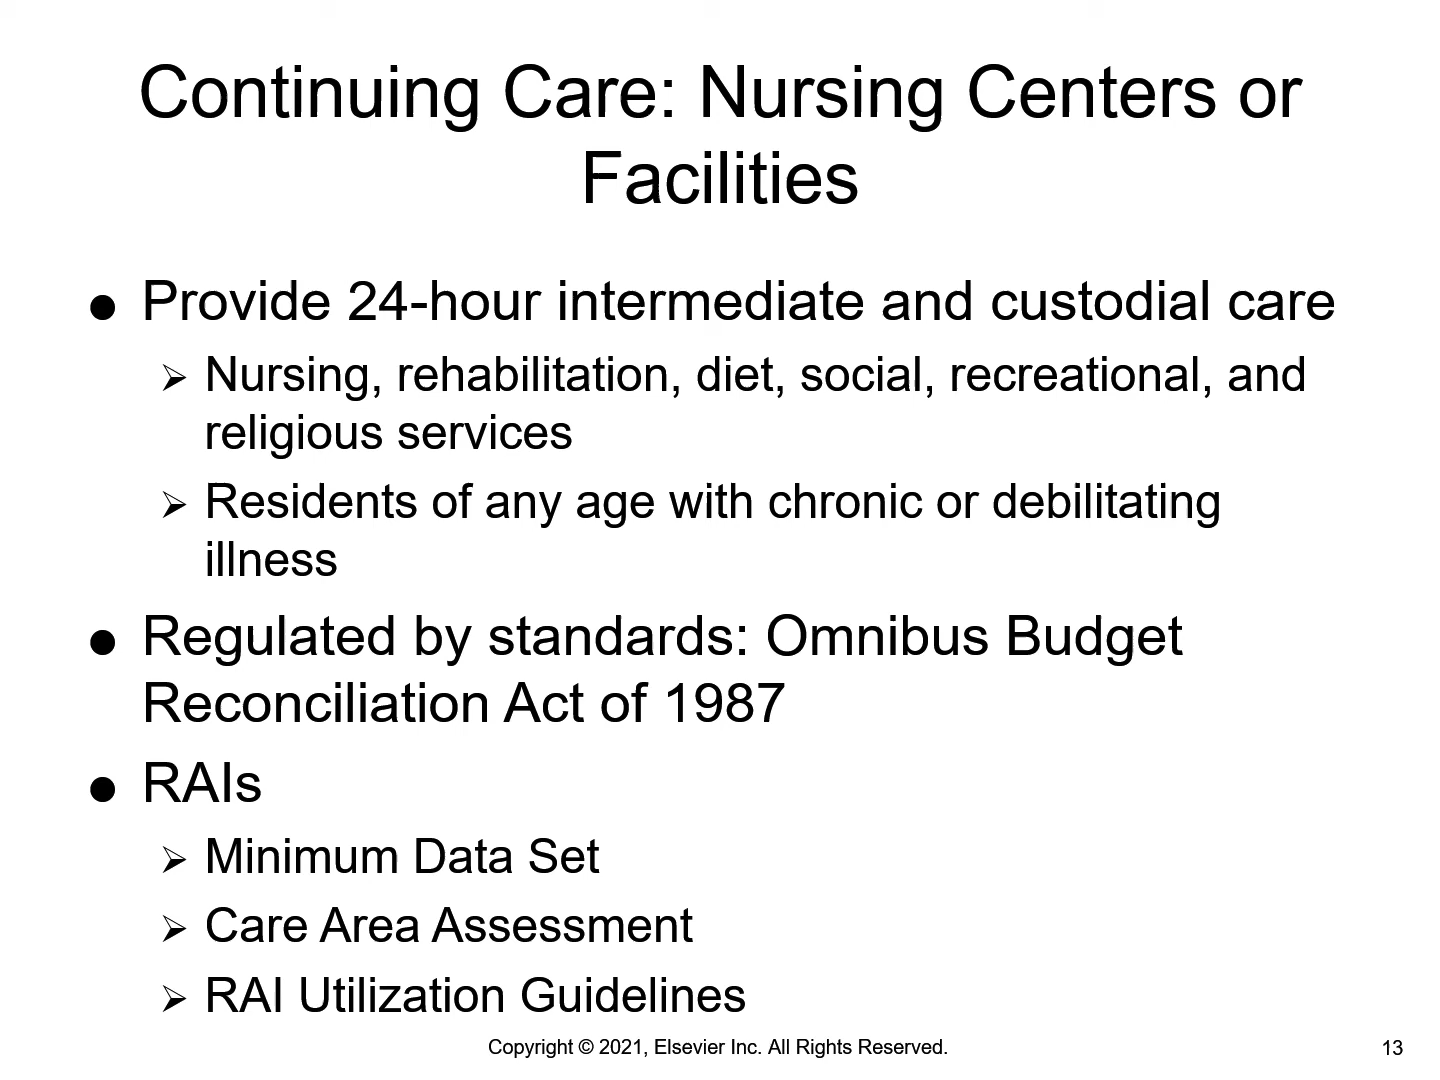 Continuing Care: Nursing Centers or
Facilities
● Provide 24-hour intermediate and custodial care
➢ Nursing, rehabilitation, diet, social, recreational, and
religious services
➢ Residents of any age with chronic or debilitating
illness
● Regulated by standards: Omnibus Budget
Reconciliation Act of 1987
● RAIs
➢ Minimum Data Set
➢ Care Area Assessment
➢ RAI Utilization Guidelines
Copyright © 2021, Elsevier Inc. All Rights Reserved.
13